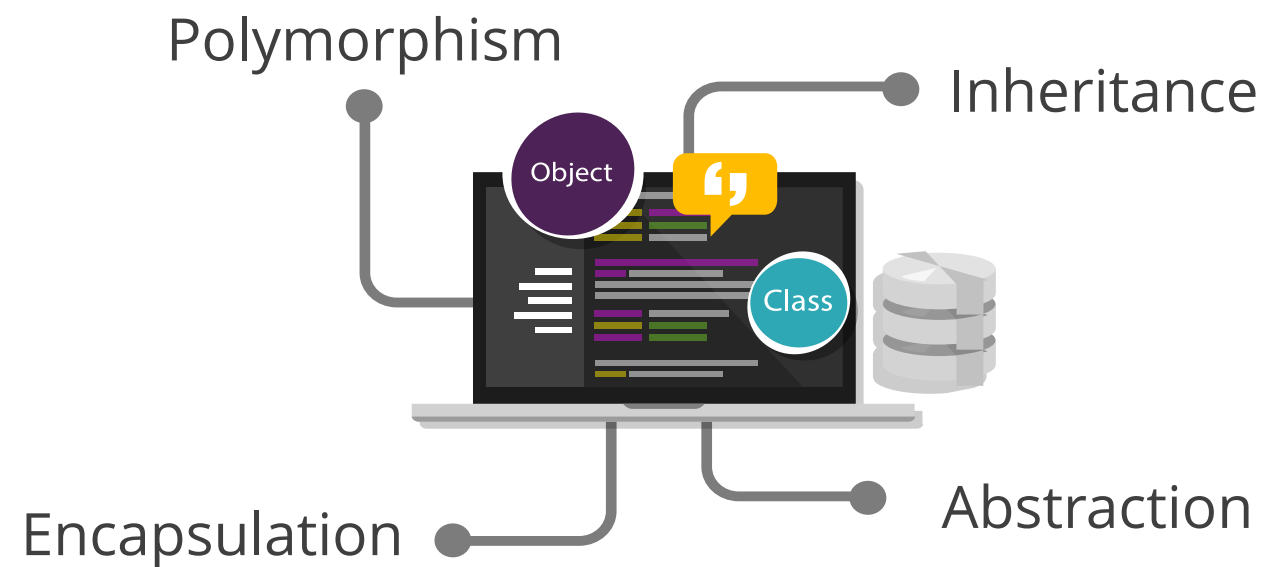 Polymorphism
Inheritance
Object
Class
Abstraction
Encapsulation